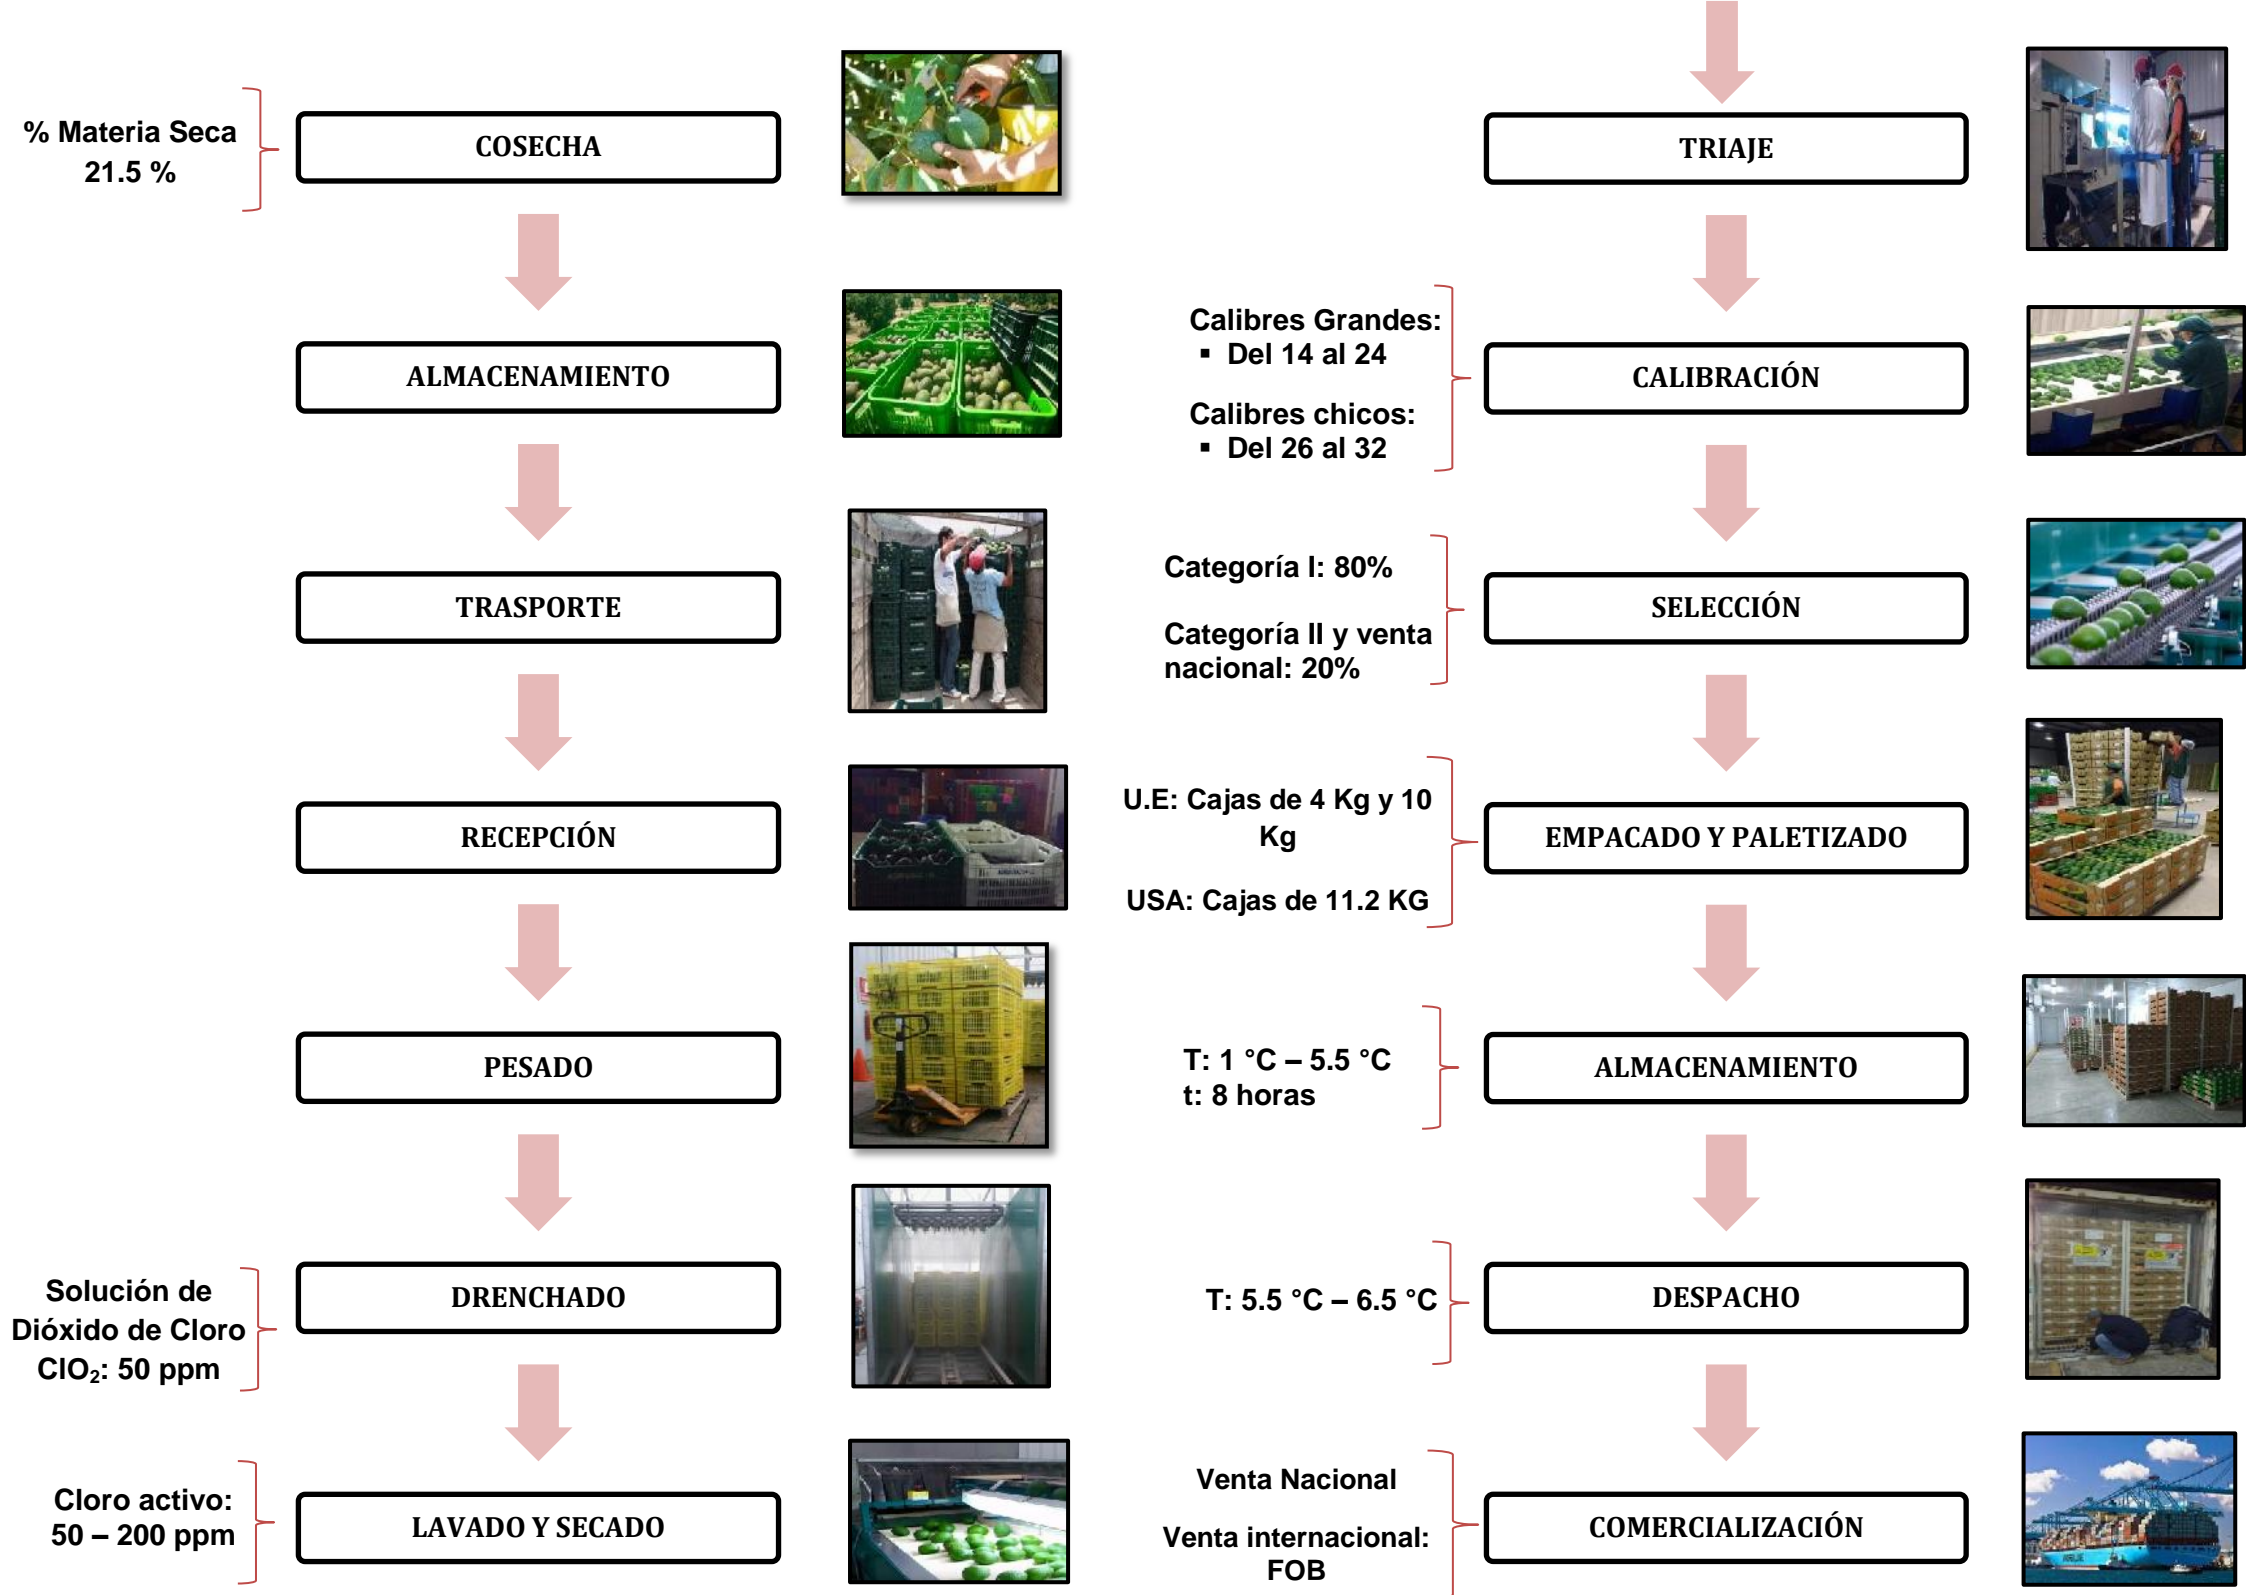 % Materia Seca
21.5 %
COSECHA
ALMACENAMIENTO
TRASPORTE
RECEPCIÓN
PESADO
Solución de
Dióxido de Cloro
ClO₂: 50 ppm
DRENCHADO
Cloro activo:
50 – 200 ppm
LAVADO Y SECADO
TRIAJE
Calibres Grandes:
▪ Del 14 al 24
Calibres chicos:
▪ Del 26 al 32
CALIBRACIÓN
Categoría I: 80%
Categoría II y venta
nacional: 20%
SELECCIÓN
U.E: Cajas de 4 Kg y 10
Kg
USA: Cajas de 11.2 KG
EMPACADO Y PALETIZADO
T: 1 °C – 5.5 °C
t: 8 horas
ALMACENAMIENTO
T: 5.5 °C – 6.5 °C
DESPACHO
Venta Nacional
Venta internacional:
FOB
COMERCIALIZACIÓN